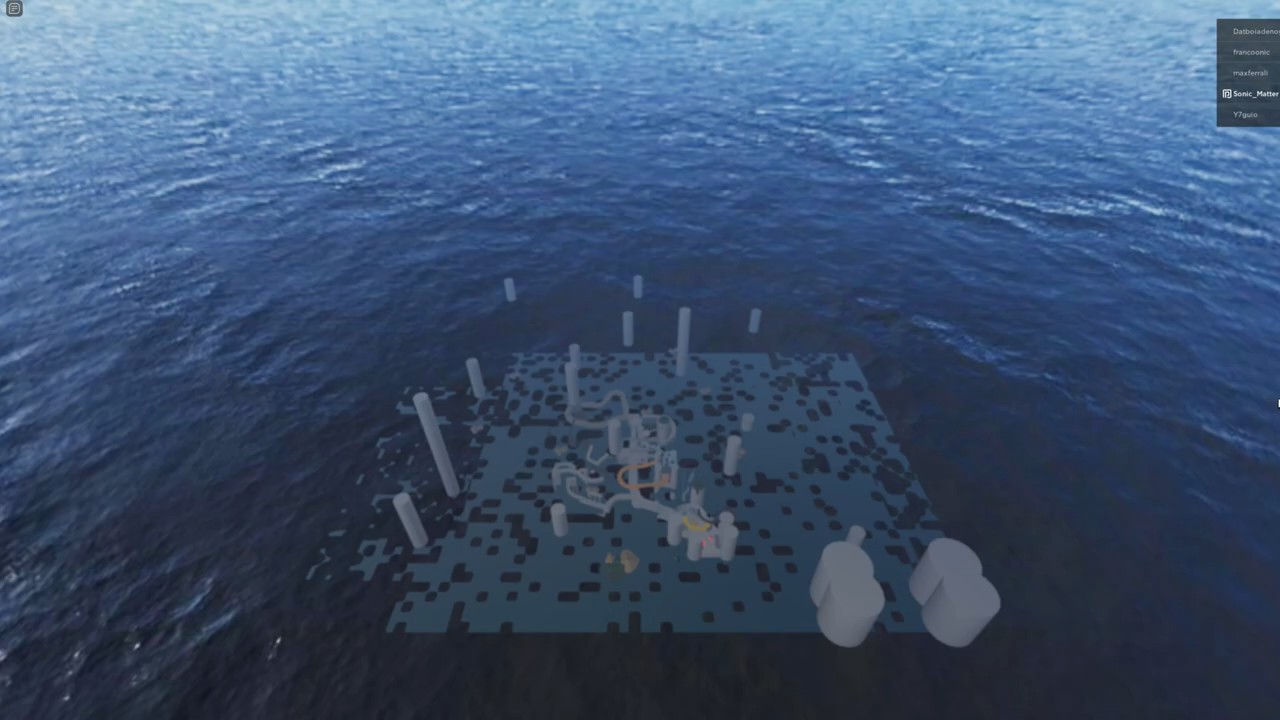 Datboiadeno
francoonic
maxferrali
Sonic_Matter
Y7guio